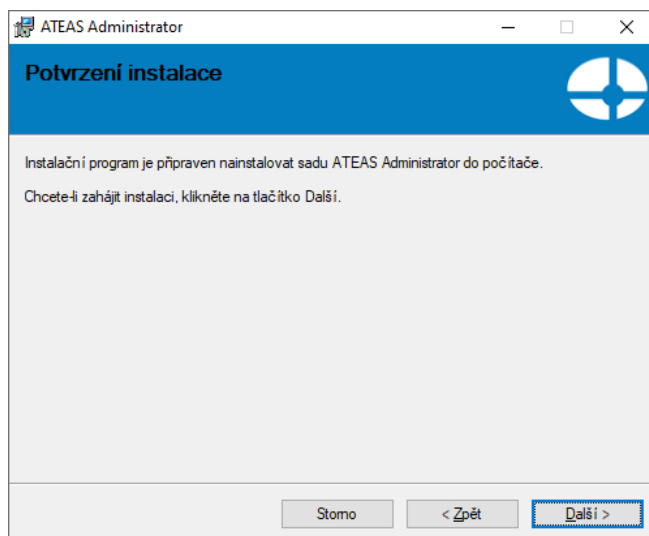 ATEAS Administrator
Potvrzení instalace
Instalační program je připraven nainstalovat sadu ATEAS Administrator do počítače.
Chcete-li zahájit instalaci, klikněte na tlačítko Další.
Storno
< Zpět
Další >